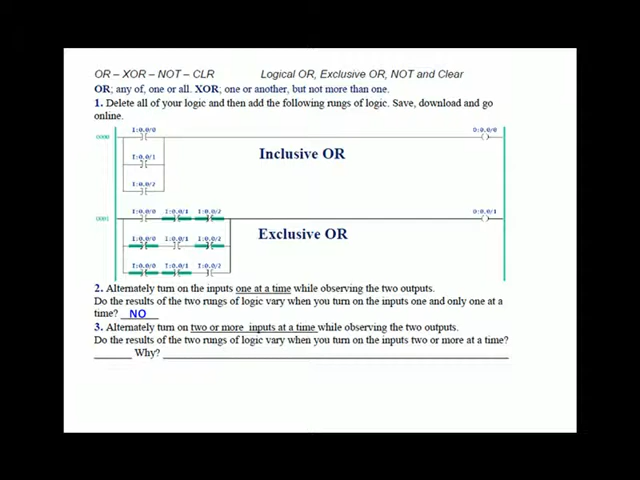 OR – XOR – NOT – CLR Logical OR, Exclusive OR, NOT and Clear
OR; any of, one or all. XOR; one or another, but not more than one.
1. Delete all of your logic and then add the following rungs of logic. Save, download and go
online.
I:0.0/0 O:0.0/0
0000
I:0.0/1 Inclusive OR
I:0.0/2
I:0.0/0 I:0.0/1 I:0.0/2 O:0.0/1
0001
I:0.0/0 I:0.0/1 I:0.0/2 Exclusive OR
I:0.0/0 I:0.0/1 I:0.0/2
2. Alternately turn on the inputs one at a time while observing the two outputs.
Do the results of the two rungs of logic vary when you turn on the inputs one and only one at a
time? NO
3. Alternately turn on two or more inputs at a time while observing the two outputs.
Do the results of the two rungs of logic vary when you turn on the inputs two or more at a time?
______ Why? ______